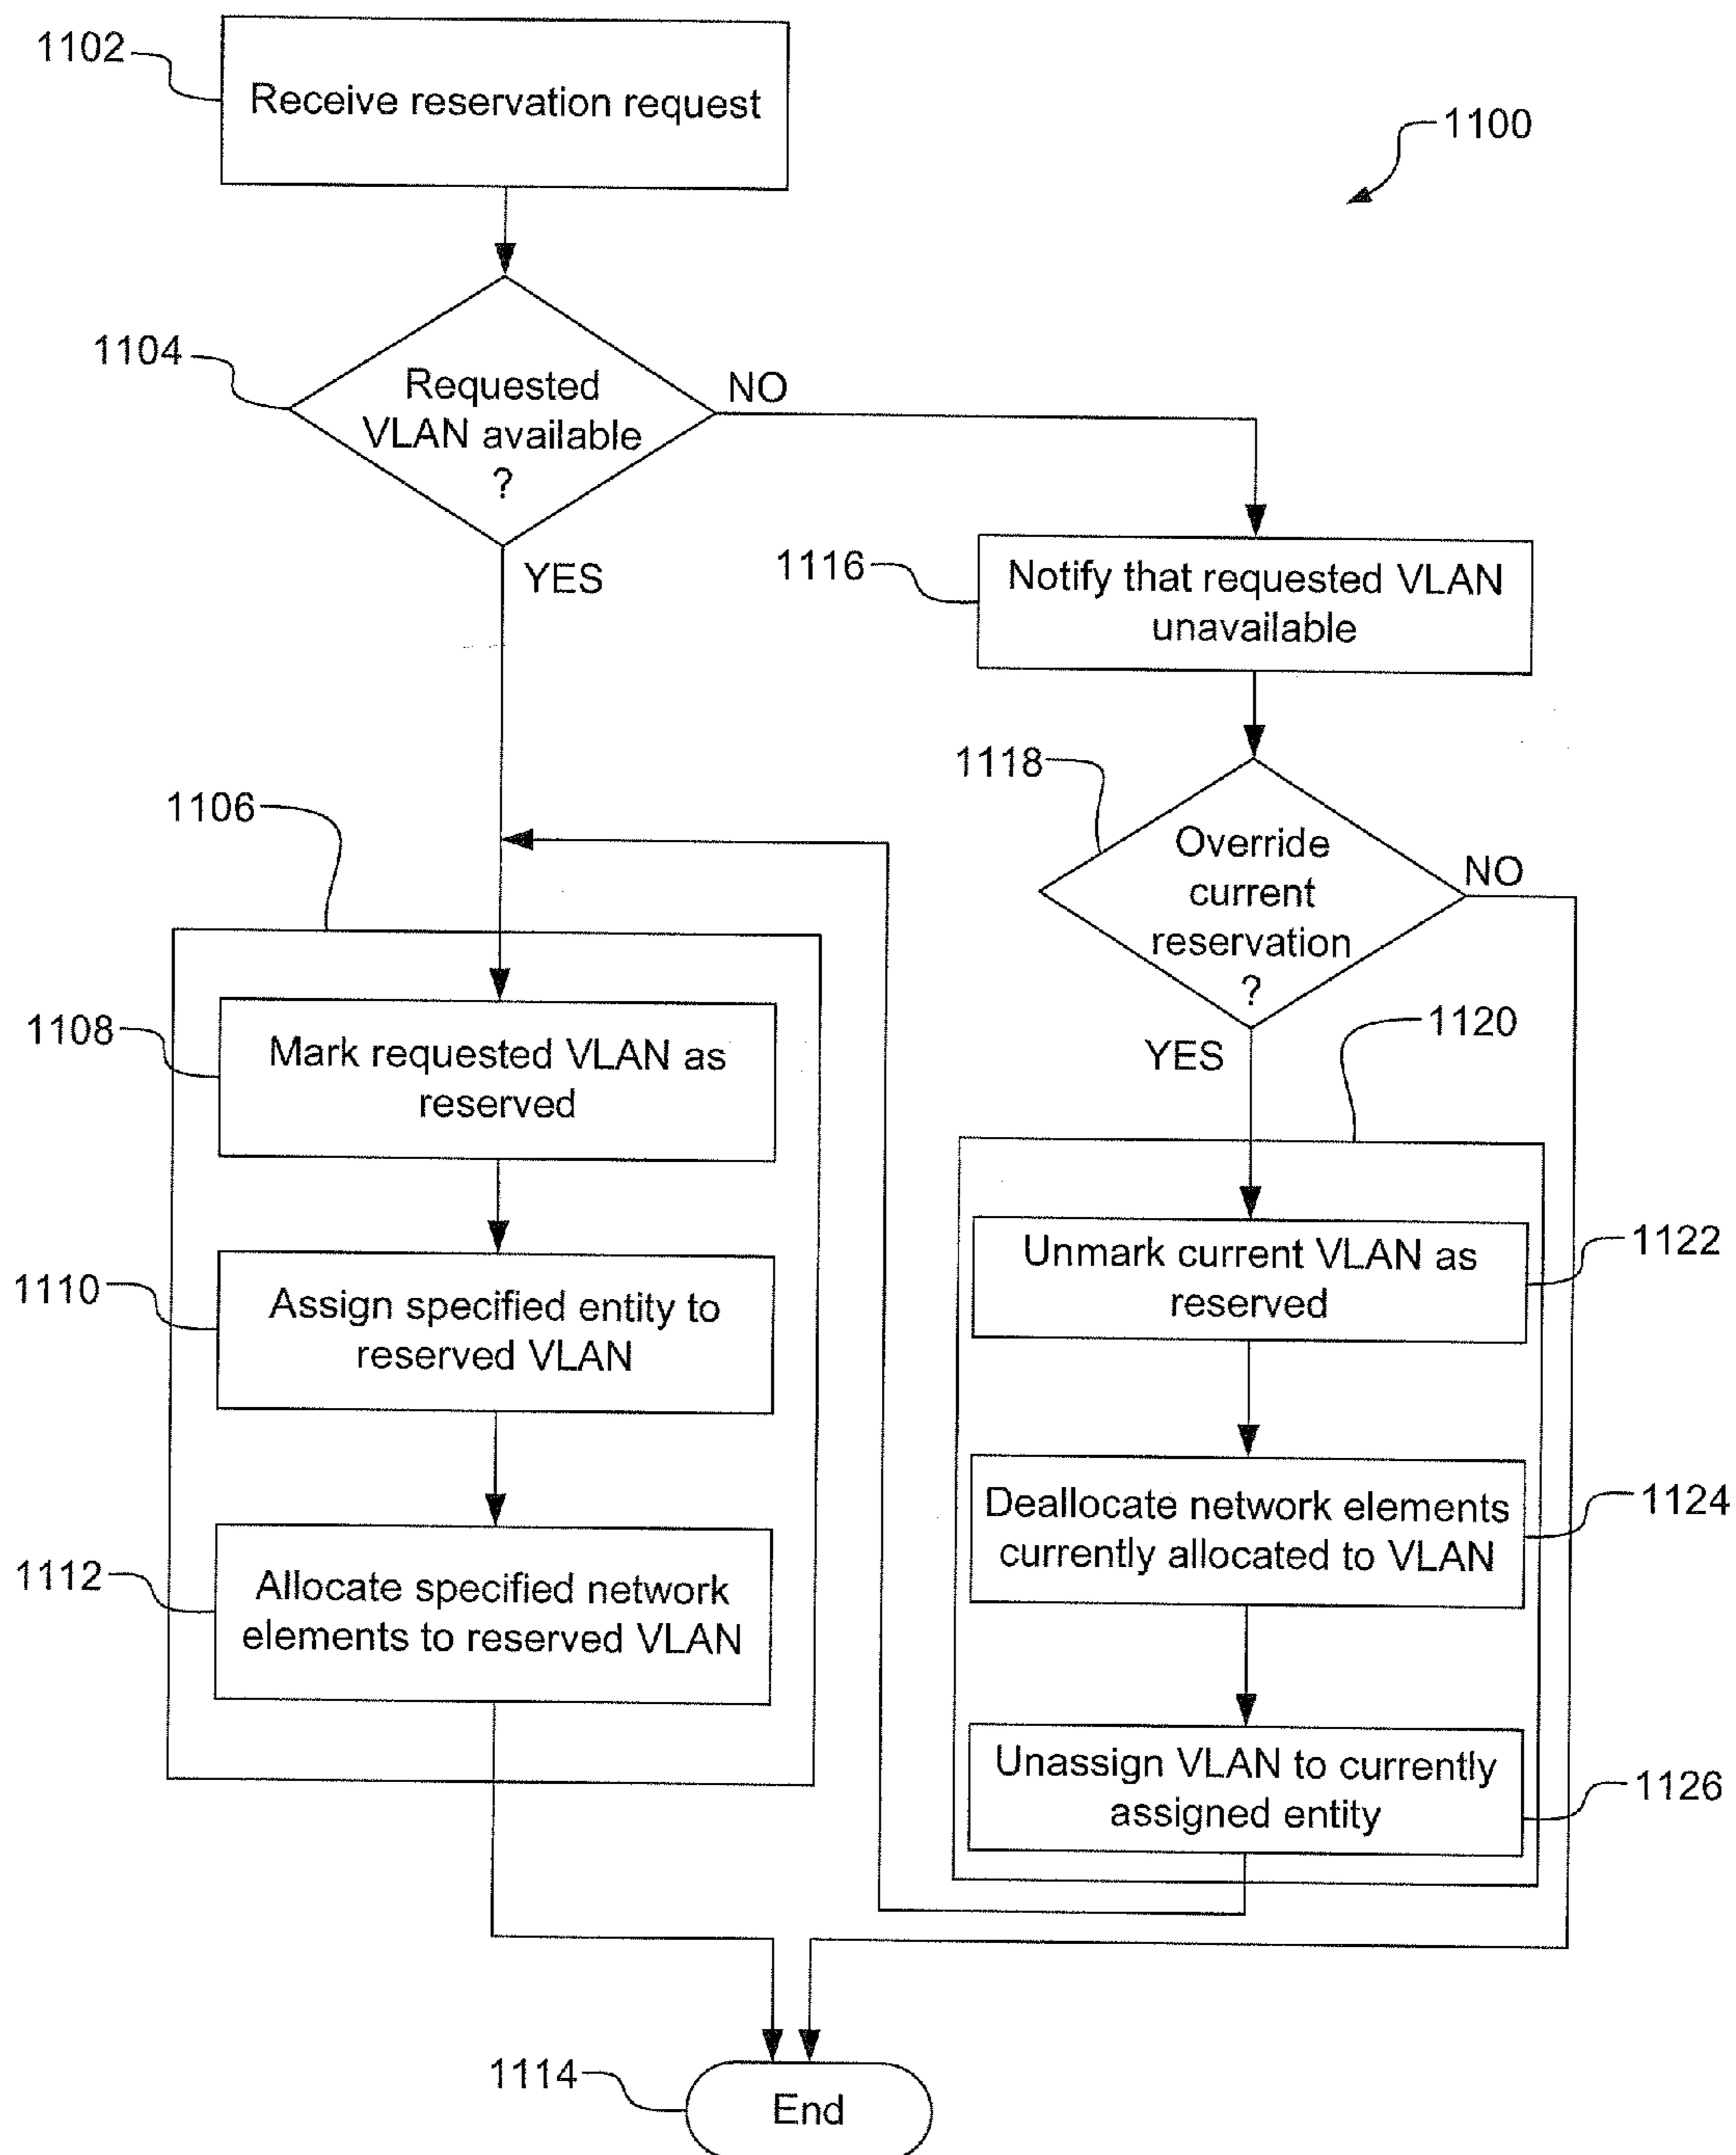 1102
Receive reservation request
1100
1104
Requested
VLAN available
?
NO
YES
1116
Notify that requested VLAN
unavailable
1118
Override
current
reservation
?
NO
YES
1106
1108
Mark requested VLAN as
reserved
1110
Assign specified entity to
reserved VLAN
1112
Allocate specified network
elements to reserved VLAN
1120
Unmark current VLAN as
reserved
1122
Deallocate network elements
currently allocated to VLAN
1124
Unassign VLAN to currently
assigned entity
1126
1114
End